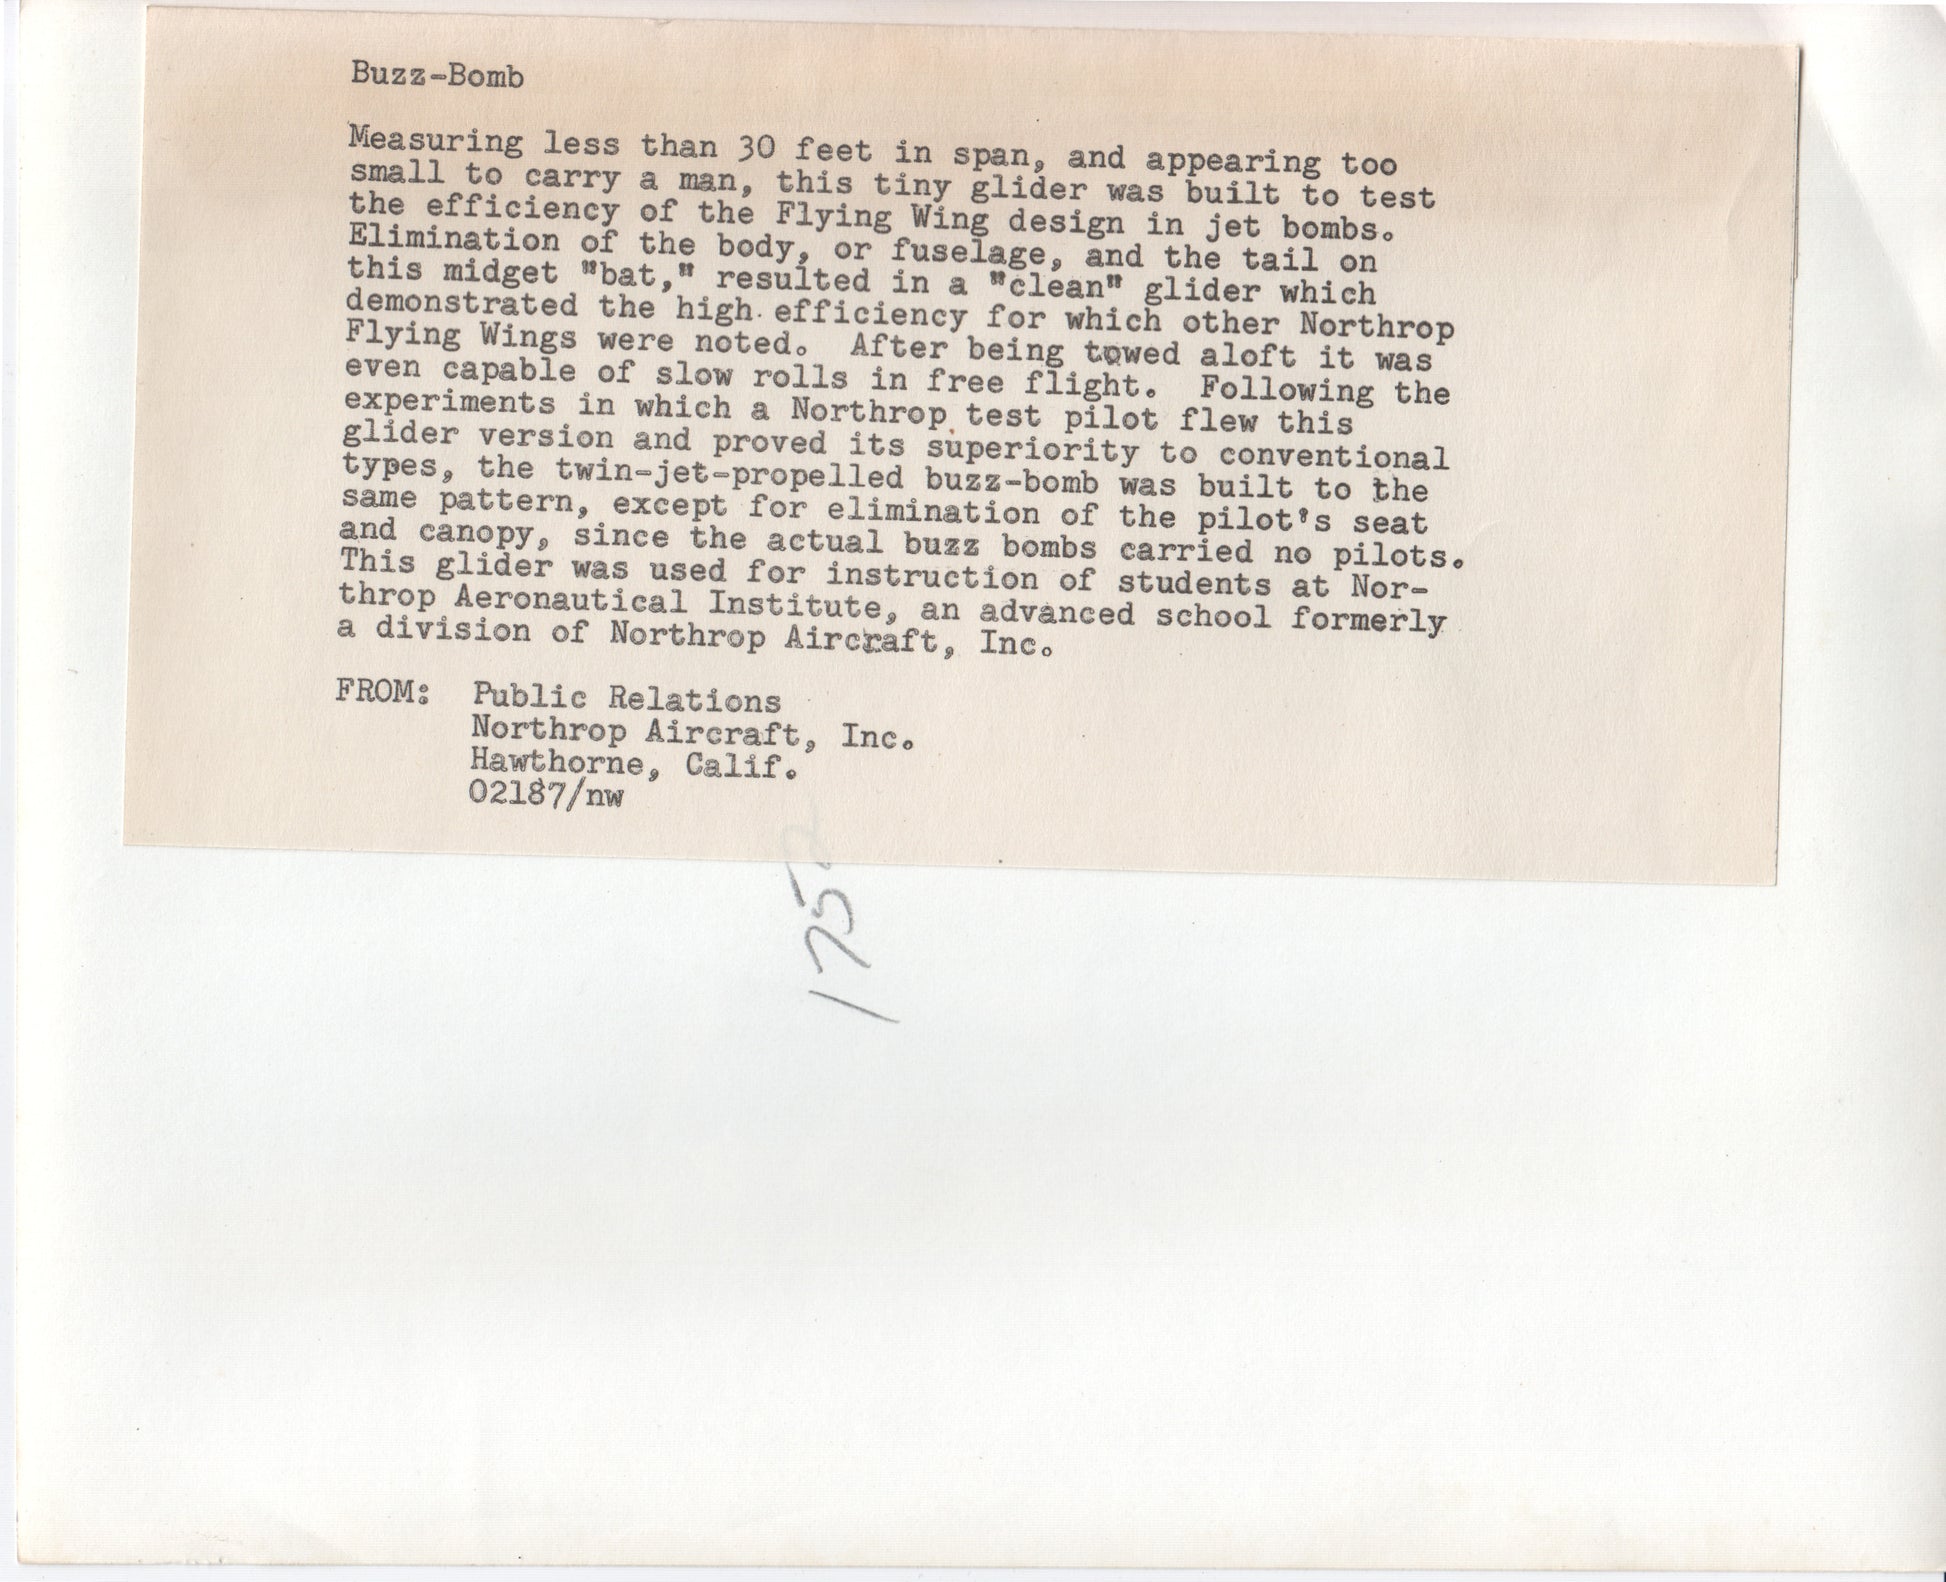 Buzz-Bomb
Measuring less than 30 feet in span, and appearing too
small to carry a man, this tiny glider was built to test
the efficiency of the Flying Wing design in jet bombs.
Elimination of the body, or fuselage, and the tail on
this midget "bat," resulted in a "clean" glider which
demonstrated the high efficiency for which other Northrop
Flying Wings were noted.  After being towed aloft it was
even capable of slow rolls in free flight.  Following the
experiments in which a Northrop test pilot flew this
glider version and proved its superiority to conventional
types, the twin-jet-propelled buzz-bomb was built to the
same pattern, except for elimination of the pilot's seat
and canopy, since the actual buzz bombs carried no pilots.
This glider was used for instruction of students at Nor-
throp Aeronautical Institute, an advanced school formerly
a division of Northrop Aircraft, Inc.
FROM:  Public Relations
Northrop Aircraft, Inc.
Hawthorne, Calif.
02187/nw
1752